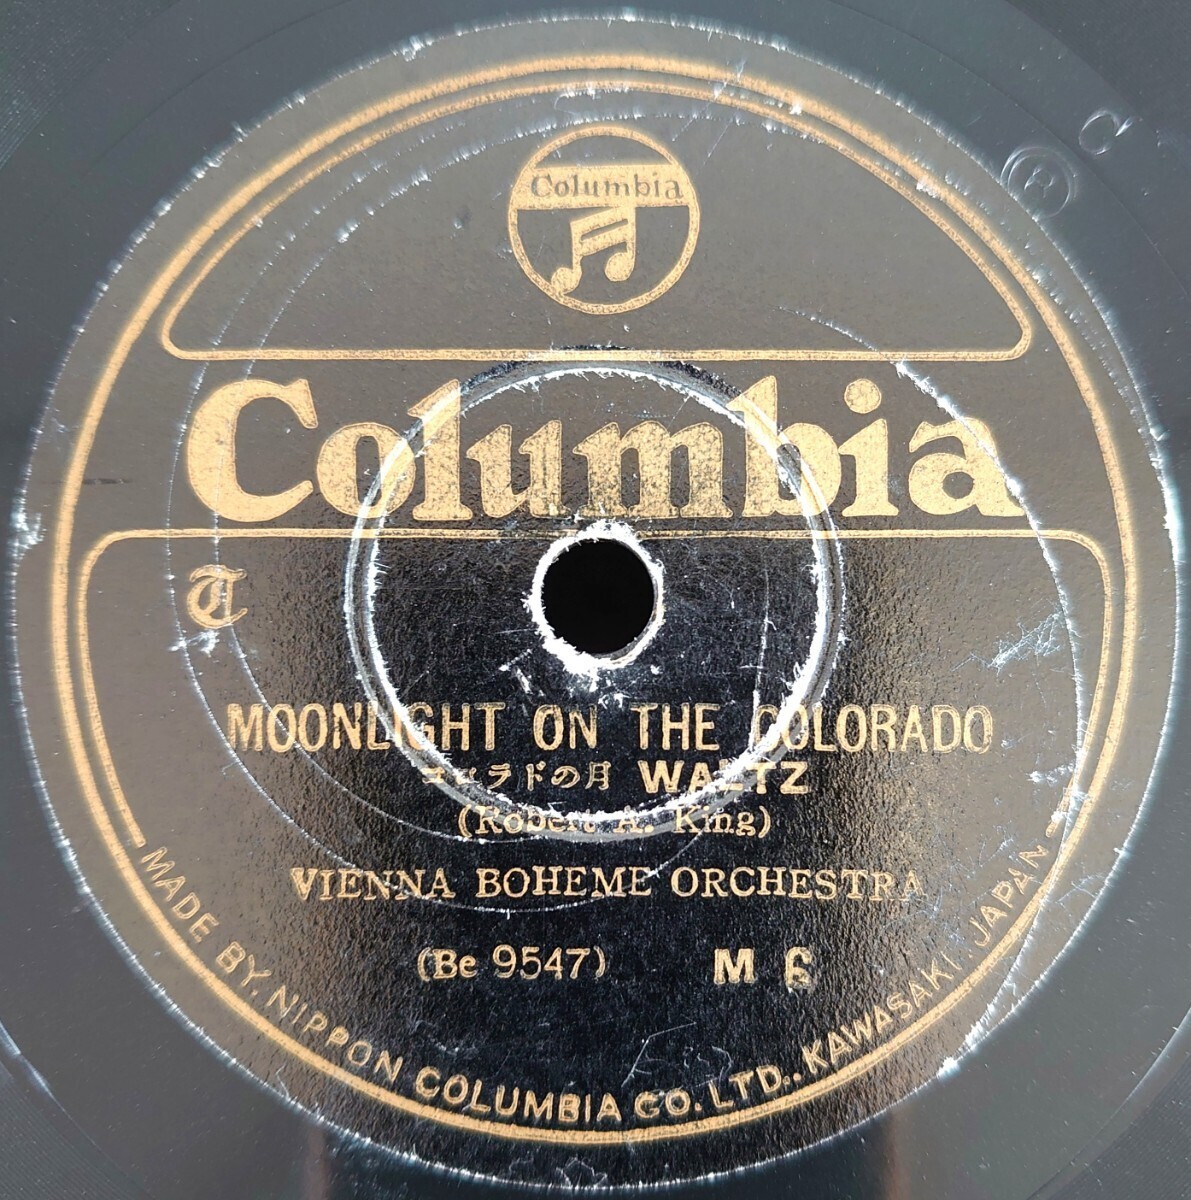 Columbia
C
R
Columbia
T
MOONLIGHT ON THE COLORADO
コロラドの月 WALTZ
(Robert A. King)
VIENNA BOHEME ORCHESTRA
(Be 9547) M 6
MADE BY, NIPPON COLUMBIA CO. LTD., KAWASAKI, JAPAN